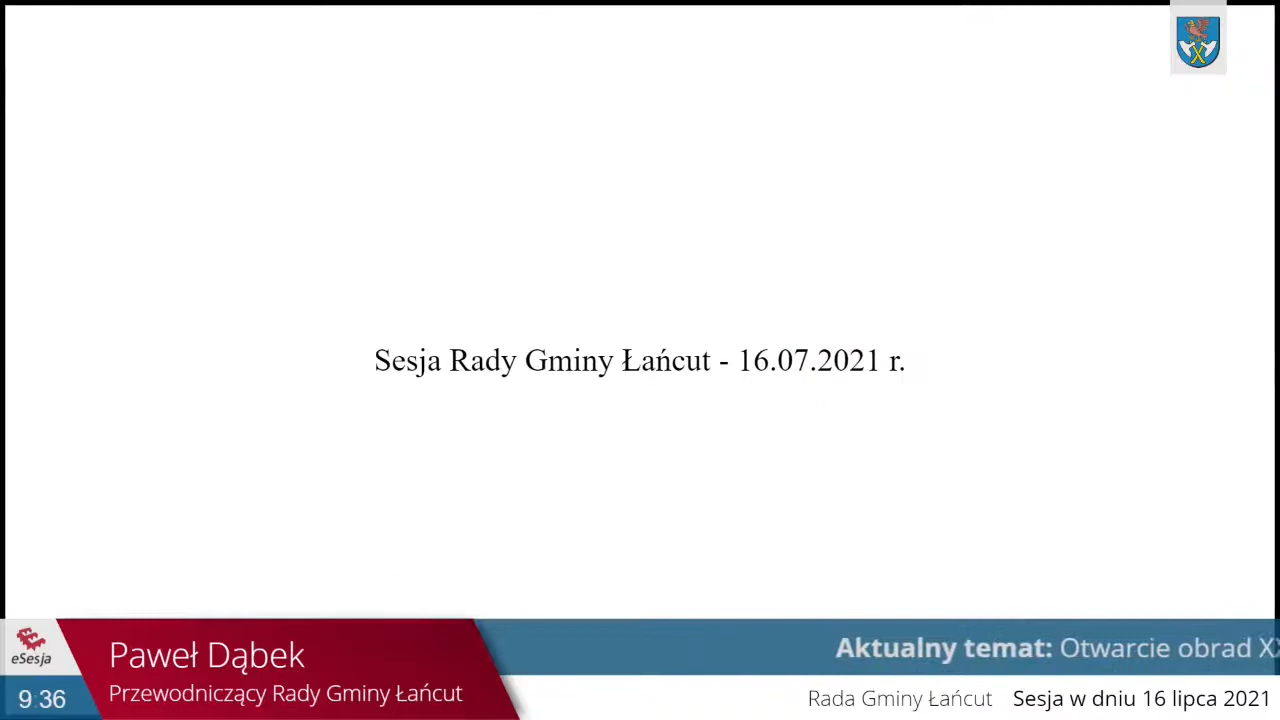 Sesja Rady Gminy Łańcut - 16.07.2021 r.
eSesja
Paweł Dąbek
Aktualny temat: Otwarcie obrad XX
9:36
Przewodniczący Rady Gminy Łańcut
Rada Gminy Łańcut Sesja w dniu 16 lipca 2021